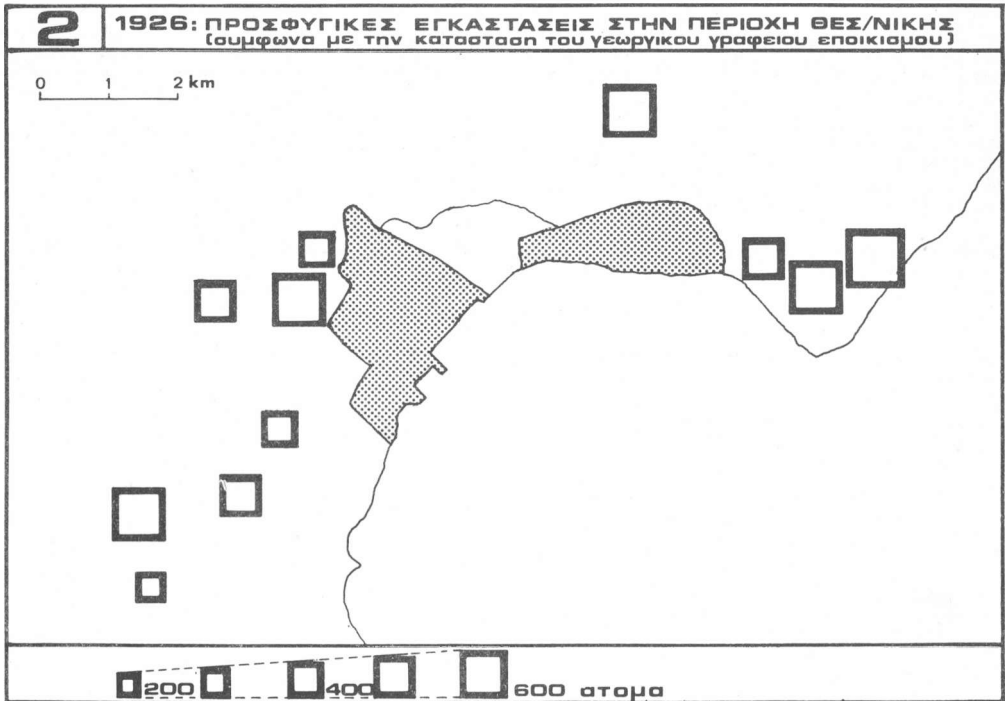 2
1926: ΠΡΟΣΦΥΓΙΚΕΣ ΕΓΚΑΣΤΑΣΕΙΣ ΣΤΗΝ ΠΕΡΙΟΧΗ ΘΕΣ/ΝΙΚΗΣ
(συμφωνα με την κατασταση του γεωργικου γραφειου εποικισμου)
0 1 2 km
200 400 600 ατομα